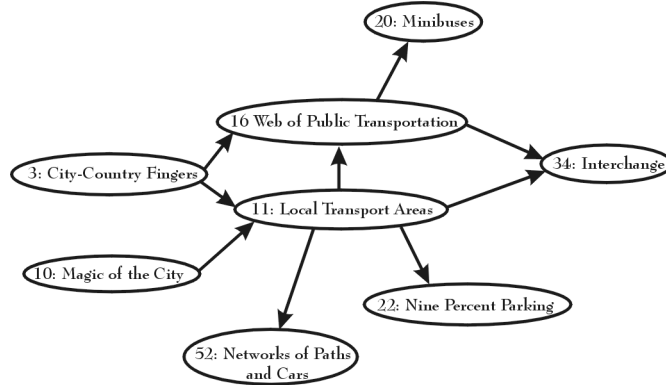 20: Minibuses
16 Web of Public Transportation
34: Interchange
3: City-Country Fingers
11: Local Transport Areas
10: Magic of the City
22: Nine Percent Parking
52: Networks of Paths
and Cars